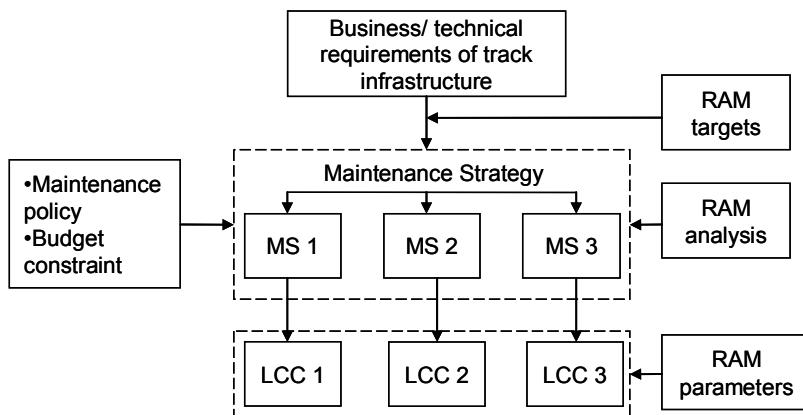 Business/ technical
requirements of track
infrastructure
RAM
targets
Maintenance Strategy
•Maintenance
policy
•Budget
constraint
MS 1
MS 2
MS 3
RAM
analysis
LCC 1
LCC 2
LCC 3
RAM
parameters